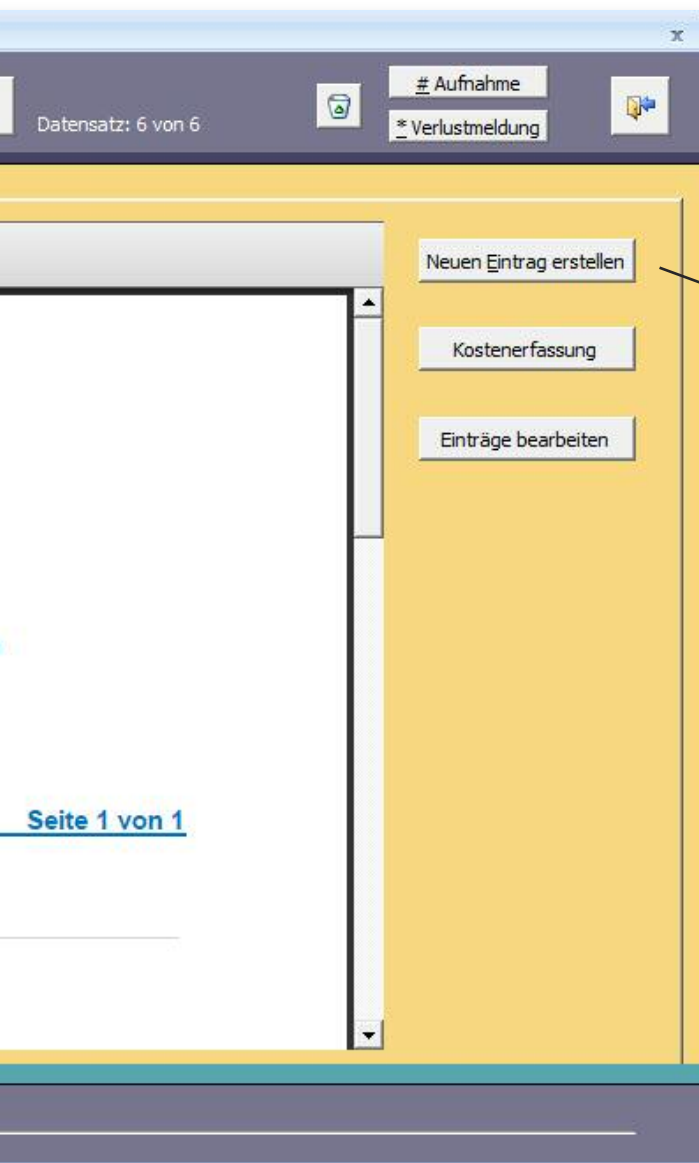 x
# Aufnahme
Datensatz: 6 von 6
* Verlustmeldung
Neuen Eintrag erstellen
Kostenerfassung
Einträge bearbeiten
Seite 1 von 1